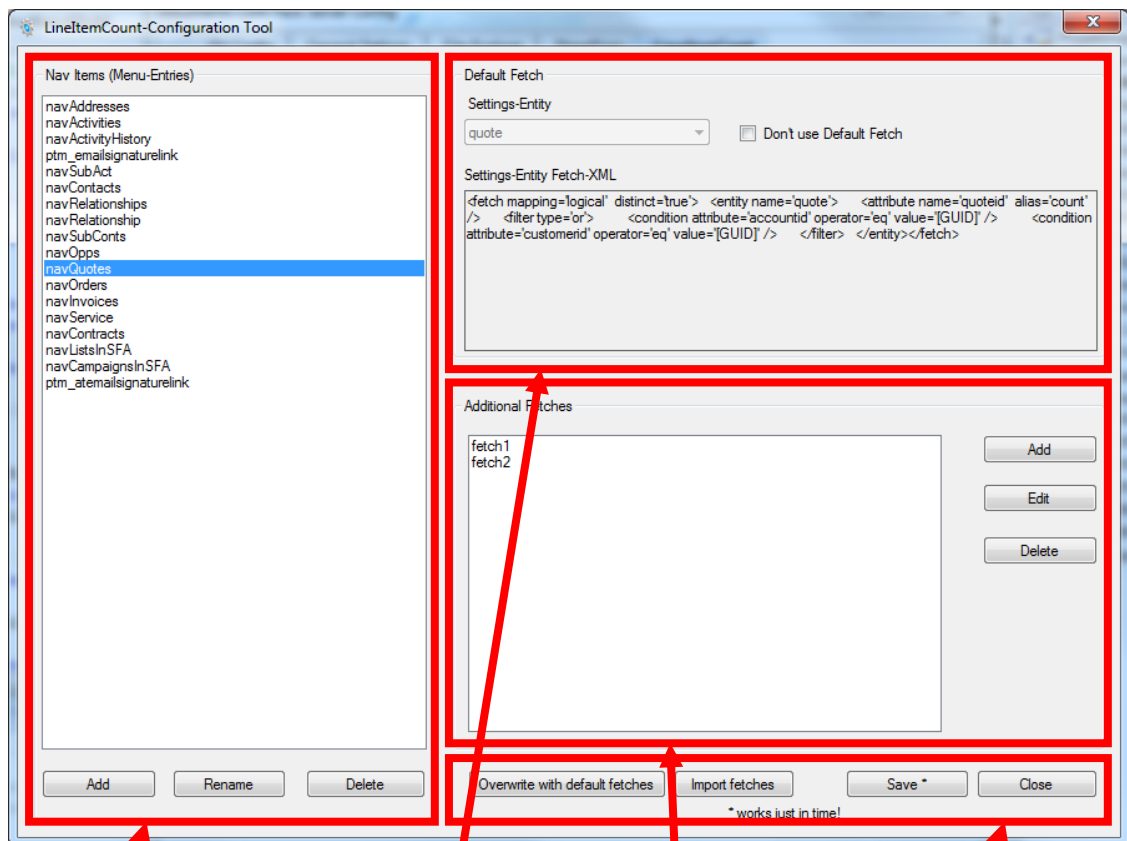 LineItemCount-Configuration Tool
Nav Items (Menu-Entries)
navAddresses
navActivities
navActivityHistory
ptm_emailsignaturelink
navSubAct
navContacts
navRelationships
navRelationship
navSubConts
navOpps
navQuotes
navOrders
navInvoices
navService
navContracts
navListsInSFA
navCampaignsInSFA
ptm_atemailsignaturelink
Add
Rename
Delete
Default Fetch
Settings-Entity
quote
Don't use Default Fetch
Settings-Entity Fetch-XML
<fetch mapping='logical' distinct='true'> <entity name='quote'> <attribute name='quoteid' alias='count'
/> <filter type='or'> <condition attribute='accountid' operator='eq' value='[GUID]' /> <condition
attribute='customerid' operator='eq' value='[GUID]' /> </filter> </entity></fetch>
Additional Fetches
fetch1
fetch2
Add
Edit
Delete
Overwrite with default fetches
Import fetches
Save *
Close
* works just in time!